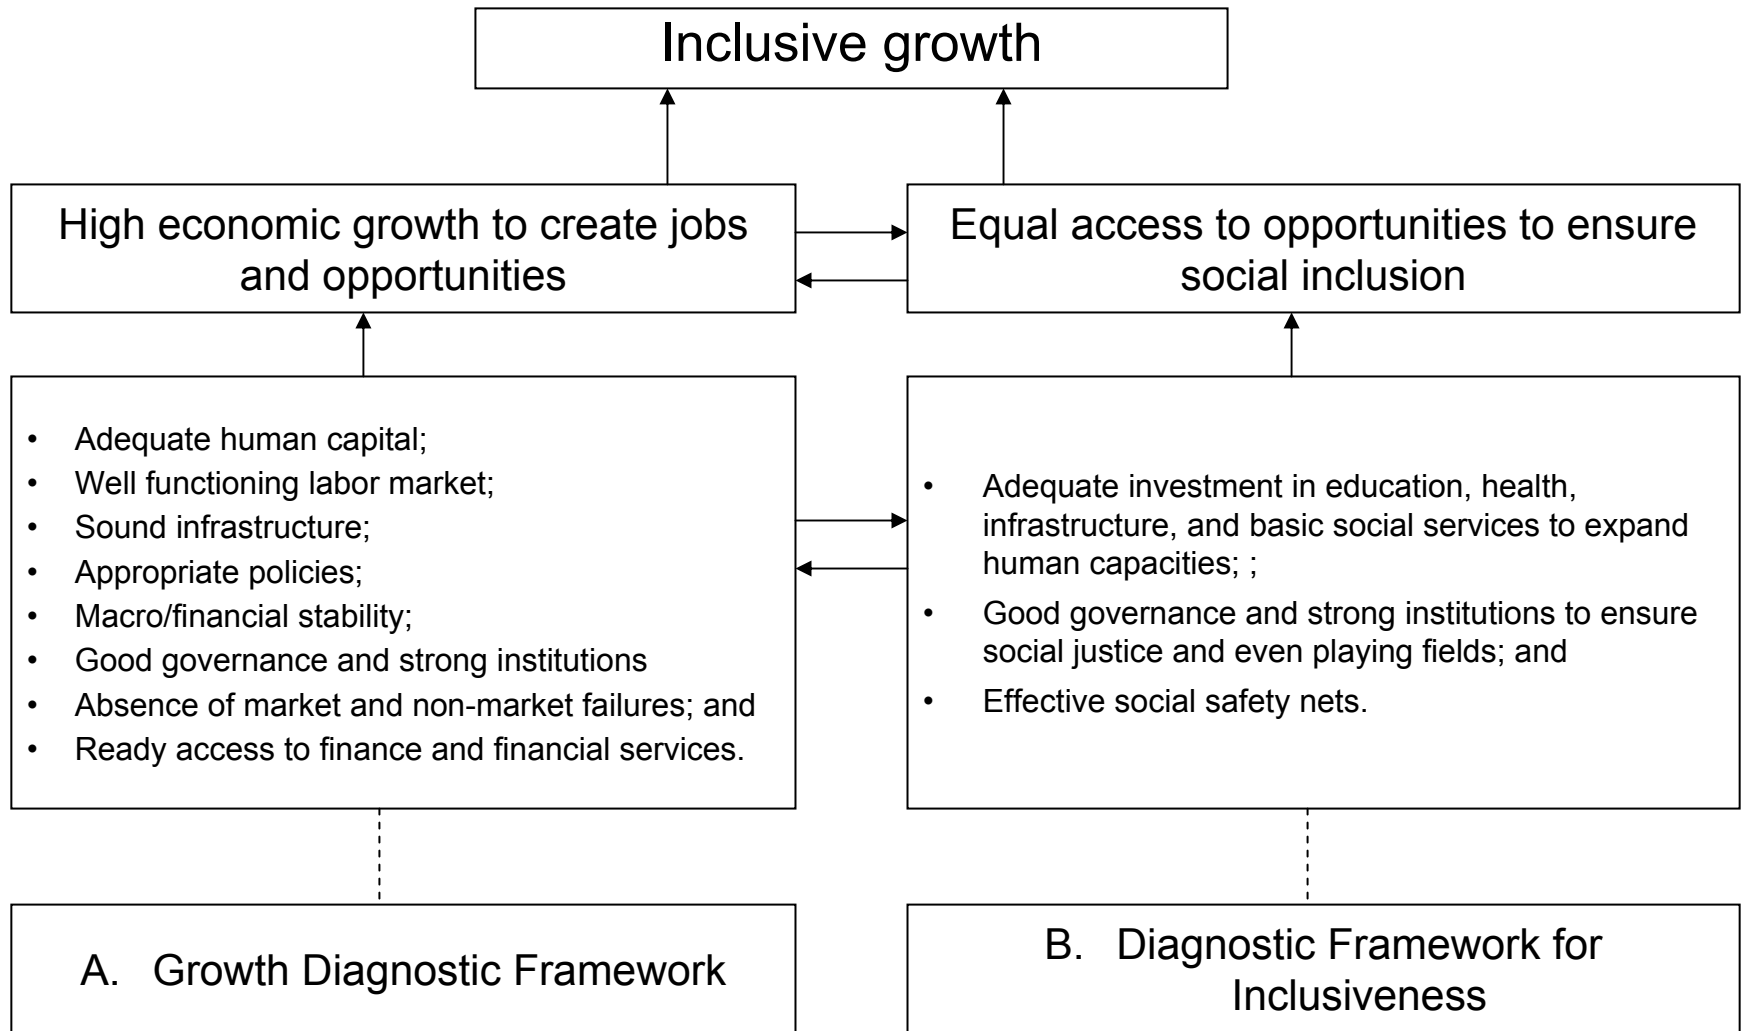 Inclusive growth
High economic growth to create jobs
and opportunities
Equal access to opportunities to ensure
social inclusion
• Adequate human capital;
• Well functioning labor market;
• Sound infrastructure;
• Appropriate policies;
• Macro/financial stability;
• Good governance and strong institutions
• Absence of market and non-market failures; and
• Ready access to finance and financial services.
• Adequate investment in education, health,
infrastructure, and basic social services to expand
human capacities; ;
• Good governance and strong institutions to ensure
social justice and even playing fields; and
• Effective social safety nets.
A. Growth Diagnostic Framework
B. Diagnostic Framework for
Inclusiveness